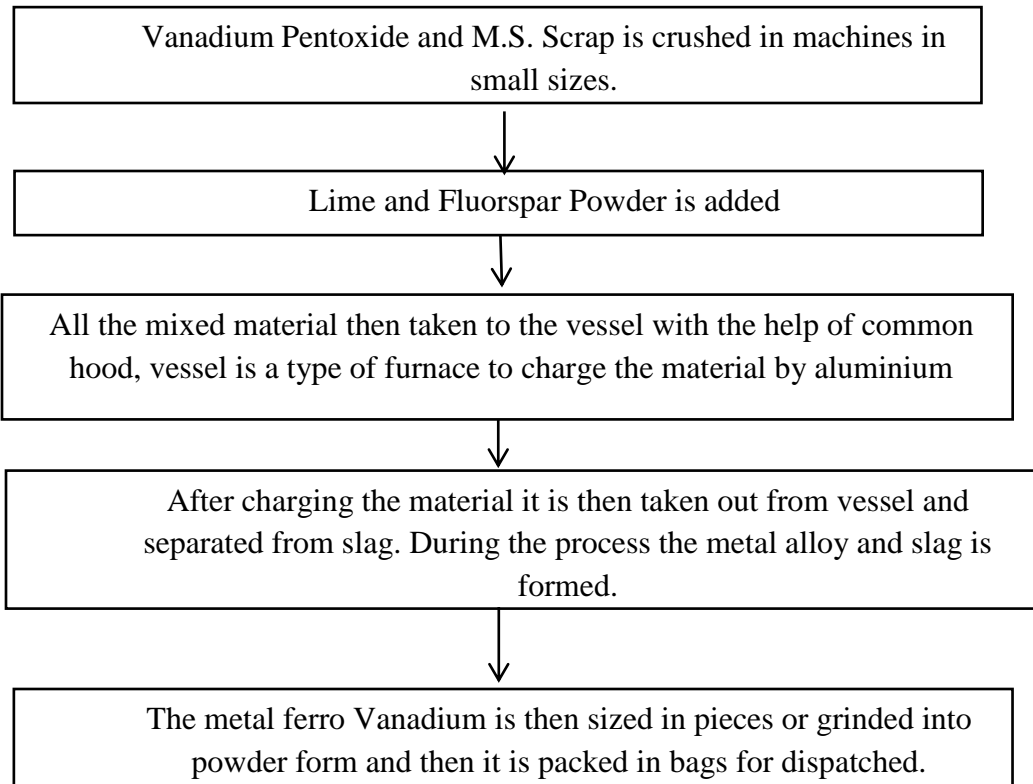 Vanadium Pentoxide and M.S. Scrap is crushed in machines in
small sizes.
Lime and Fluorspar Powder is added
All the mixed material then taken to the vessel with the help of common
hood, vessel is a type of furnace to charge the material by aluminium
After charging the material it is then taken out from vessel and
separated from slag. During the process the metal alloy and slag is
formed.
The metal ferro Vanadium is then sized in pieces or grinded into
powder form and then it is packed in bags for dispatched.